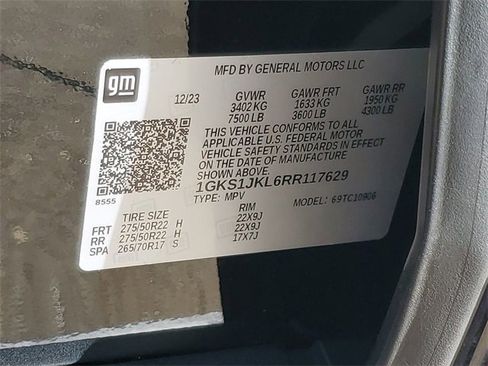 gm
MFD BY GENERAL MOTORS LLC
12/23 GVWR GAWR FRT GAWR RR
3402 KG 1633 KG 1950 KG
7500 LB 3600 LB 4300 LB
THIS VEHICLE CONFORMS TO ALL
APPLICABLE U.S. FEDERAL MOTOR
VEHICLE SAFETY STANDARDS IN EFFECT
ON THE DATE OF MANUFACTURE
SHOWN ABOVE.
1GKS1JKL6RR117629
8555
TYPE: MPV MODEL: 69TC10906
TIRE SIZE RIM
FRT 275/50R22 H 22X9J
RR 275/50R22 H 22X9J
SPA 265/70R17 S 17X7J